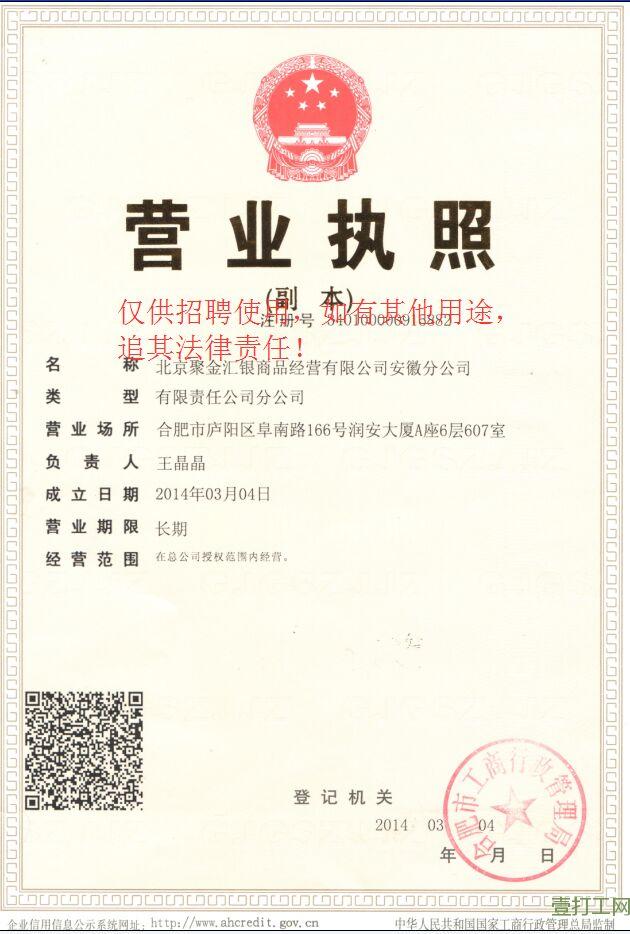 营业执照
(副 本)
仅供招聘使用，如有其他用途，
注册号
追其法律责任！
名称 北京聚金汇银商品经营有限公司安徽分公司
类型 有限责任公司分公司
营业场所 合肥市庐阳区阜南路166号润安大厦A座6层607室
负责人 王晶晶
成立日期 2014年03月04日
营业期限 长期
经营范围 在总公司授权范围内经营。
合肥市工商行政管理局
登记机关
2014 03 04
年 月 日
壹打工网
企业信用信息公示系统网址: http://www.ahcredit.gov.cn 中华人民共和国国家工商行政管理总局监制